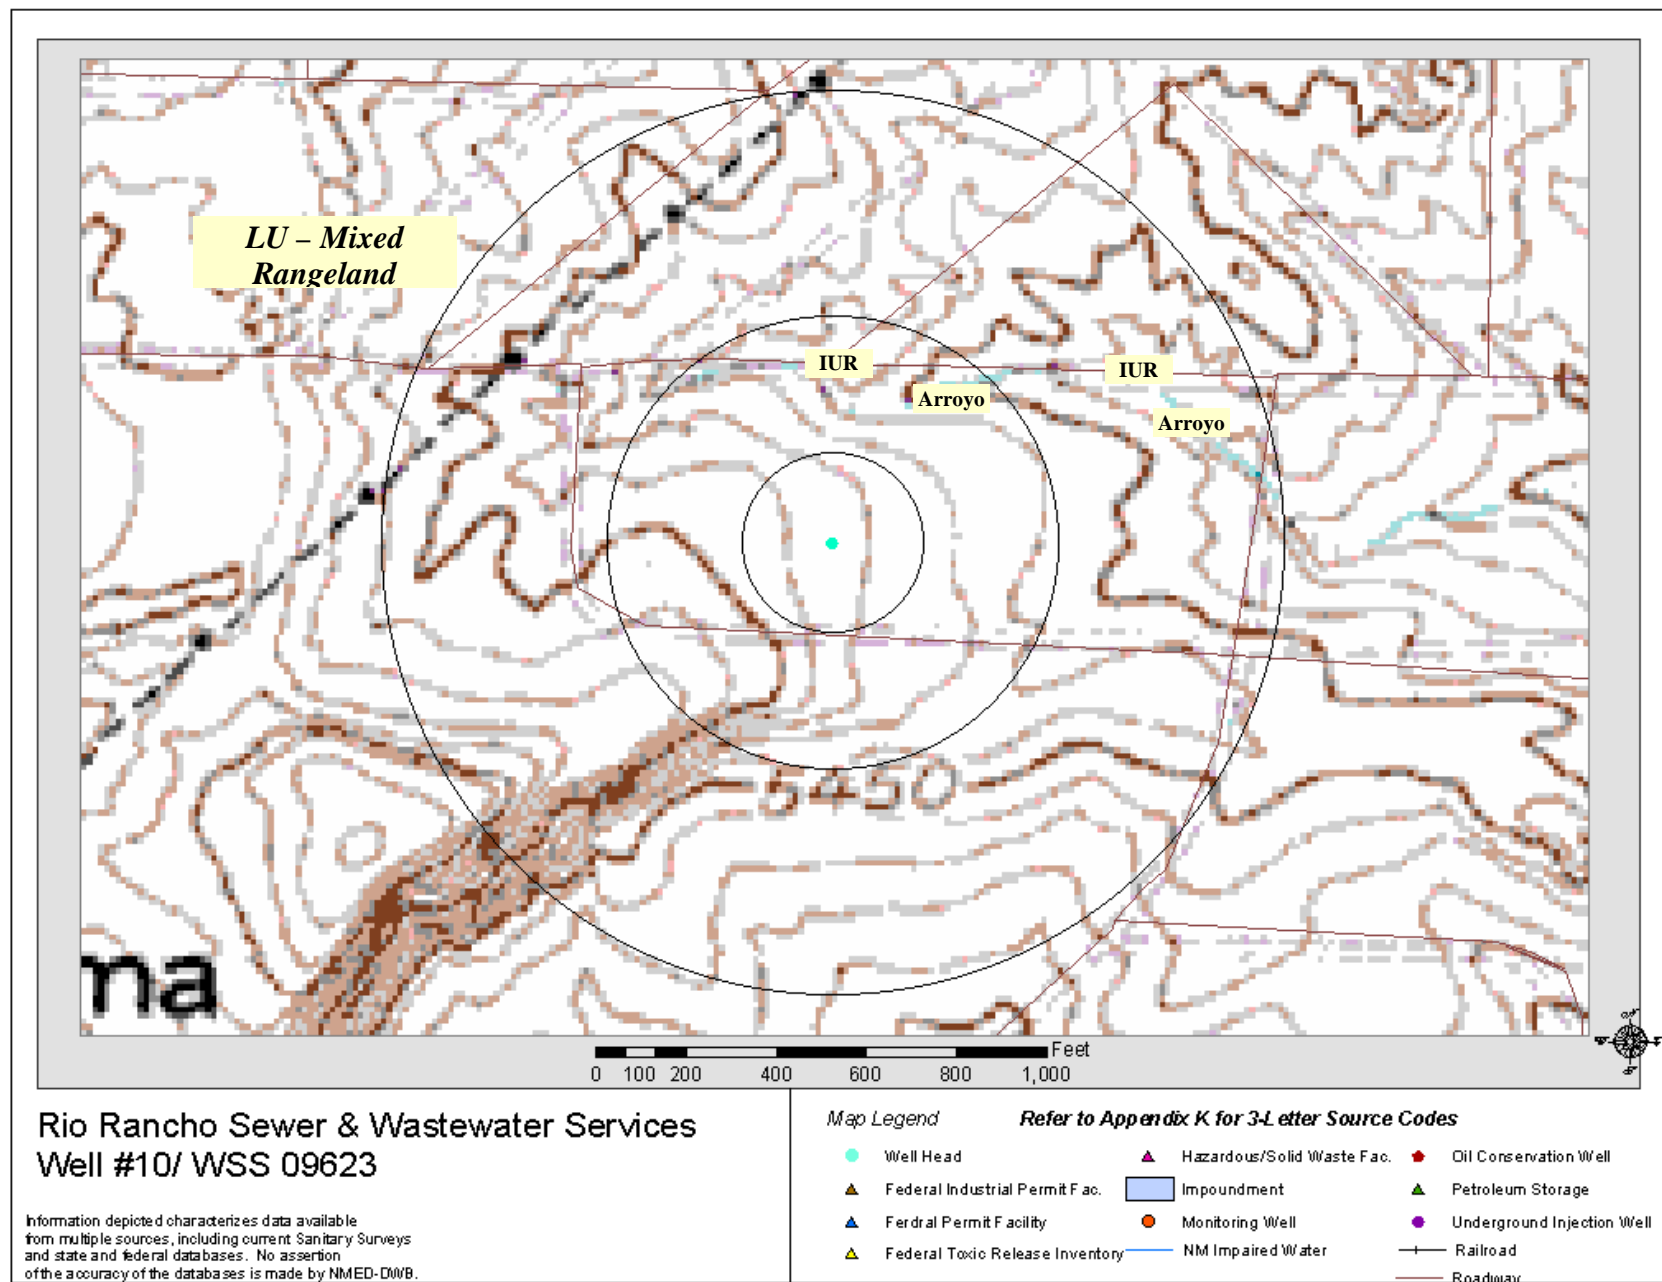 LU – Mixed
Rangeland
IUR
IUR
Arroyo
Arroyo
5450
ma
Feet
0 100 200 400 600 800 1,000
Rio Rancho Sewer & Wastewater Services
Well #10/ WSS 09623
Information depicted characterizes data available
from multiple sources, including current Sanitary Surveys
and state and federal databases. No assertion
of the accuracy of the databases is made by NMED-DWB.
Map Legend
Refer to Appendix K for 3-Letter Source Codes
Well Head
Hazardous/Solid Waste Fac.
Oil Conservation Well
Federal Industrial Permit Fac.
Impoundment
Petroleum Storage
Ferdral Permit Facility
Monitoring Well
Underground Injection Well
Federal Toxic Release Inventory
NM Impaired Water
Railroad
Roadway